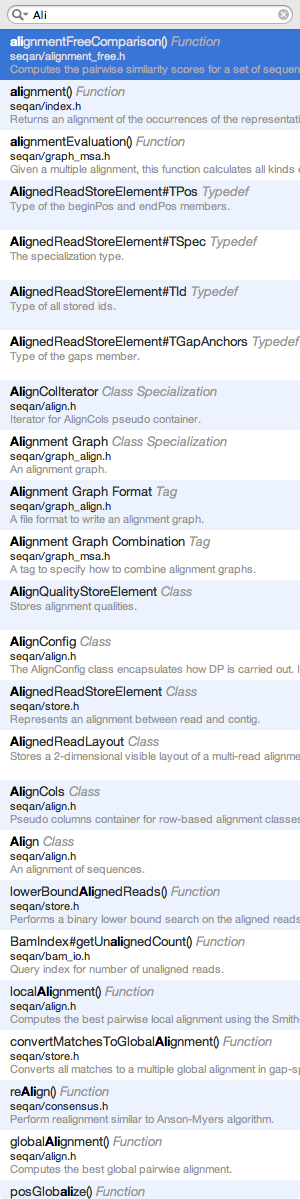 Ali
alignmentFreeComparison() Function
seqan/alignment_free.h
Computes the pairwise similarity scores for a set of sequen
alignment() Function
seqan/index.h
Returns an alignment of the occurrences of the representati
alignmentEvaluation() Function
seqan/graph_msa.h
Given a multiple alignment, this function calculates all kinds o
AlignedReadStoreElement#TPos Typedef
Type of the beginPos and endPos members.
AlignedReadStoreElement#TSpec Typedef
The specialization type.
AlignedReadStoreElement#TId Typedef
Type of all stored ids.
AlignedReadStoreElement#TGapAnchors Typedef
Type of the gaps member.
AlignColIterator Class Specialization
seqan/align.h
Iterator for AlignCols pseudo container.
Alignment Graph Class Specialization
seqan/graph_align.h
An alignment graph.
Alignment Graph Format Tag
seqan/graph_align.h
A file format to write an alignment graph.
Alignment Graph Combination Tag
seqan/graph_msa.h
A tag to specify how to combine alignment graphs.
AlignQualityStoreElement Class
Stores alignment qualities.
AlignConfig Class
seqan/align.h
The AlignConfig class encapsulates how DP is carried out. I
AlignedReadStoreElement Class
seqan/store.h
Represents an alignment between read and contig.
AlignedReadLayout Class
Stores a 2-dimensional visible layout of a multi-read alignme
AlignCols Class
seqan/align.h
Pseudo columns container for row-based alignment classes
Align Class
seqan/align.h
An alignment of sequences.
lowerBoundAlignedReads() Function
seqan/store.h
Performs a binary lower bound search on the aligned reads
BamIndex#getUnalignedCount() Function
seqan/bam_io.h
Query index for number of unaligned reads.
localAlignment() Function
seqan/align.h
Computes the best pairwise local alignment using the Smith
convertMatchesToGlobalAlignment() Function
seqan/store.h
Converts all matches to a multiple global alignment in gap-sp
reAlign() Function
seqan/consensus.h
Perform realignment similar to Anson-Myers algorithm.
globalAlignment() Function
seqan/align.h
Computes the best global pairwise alignment.
posGlobalize() Function